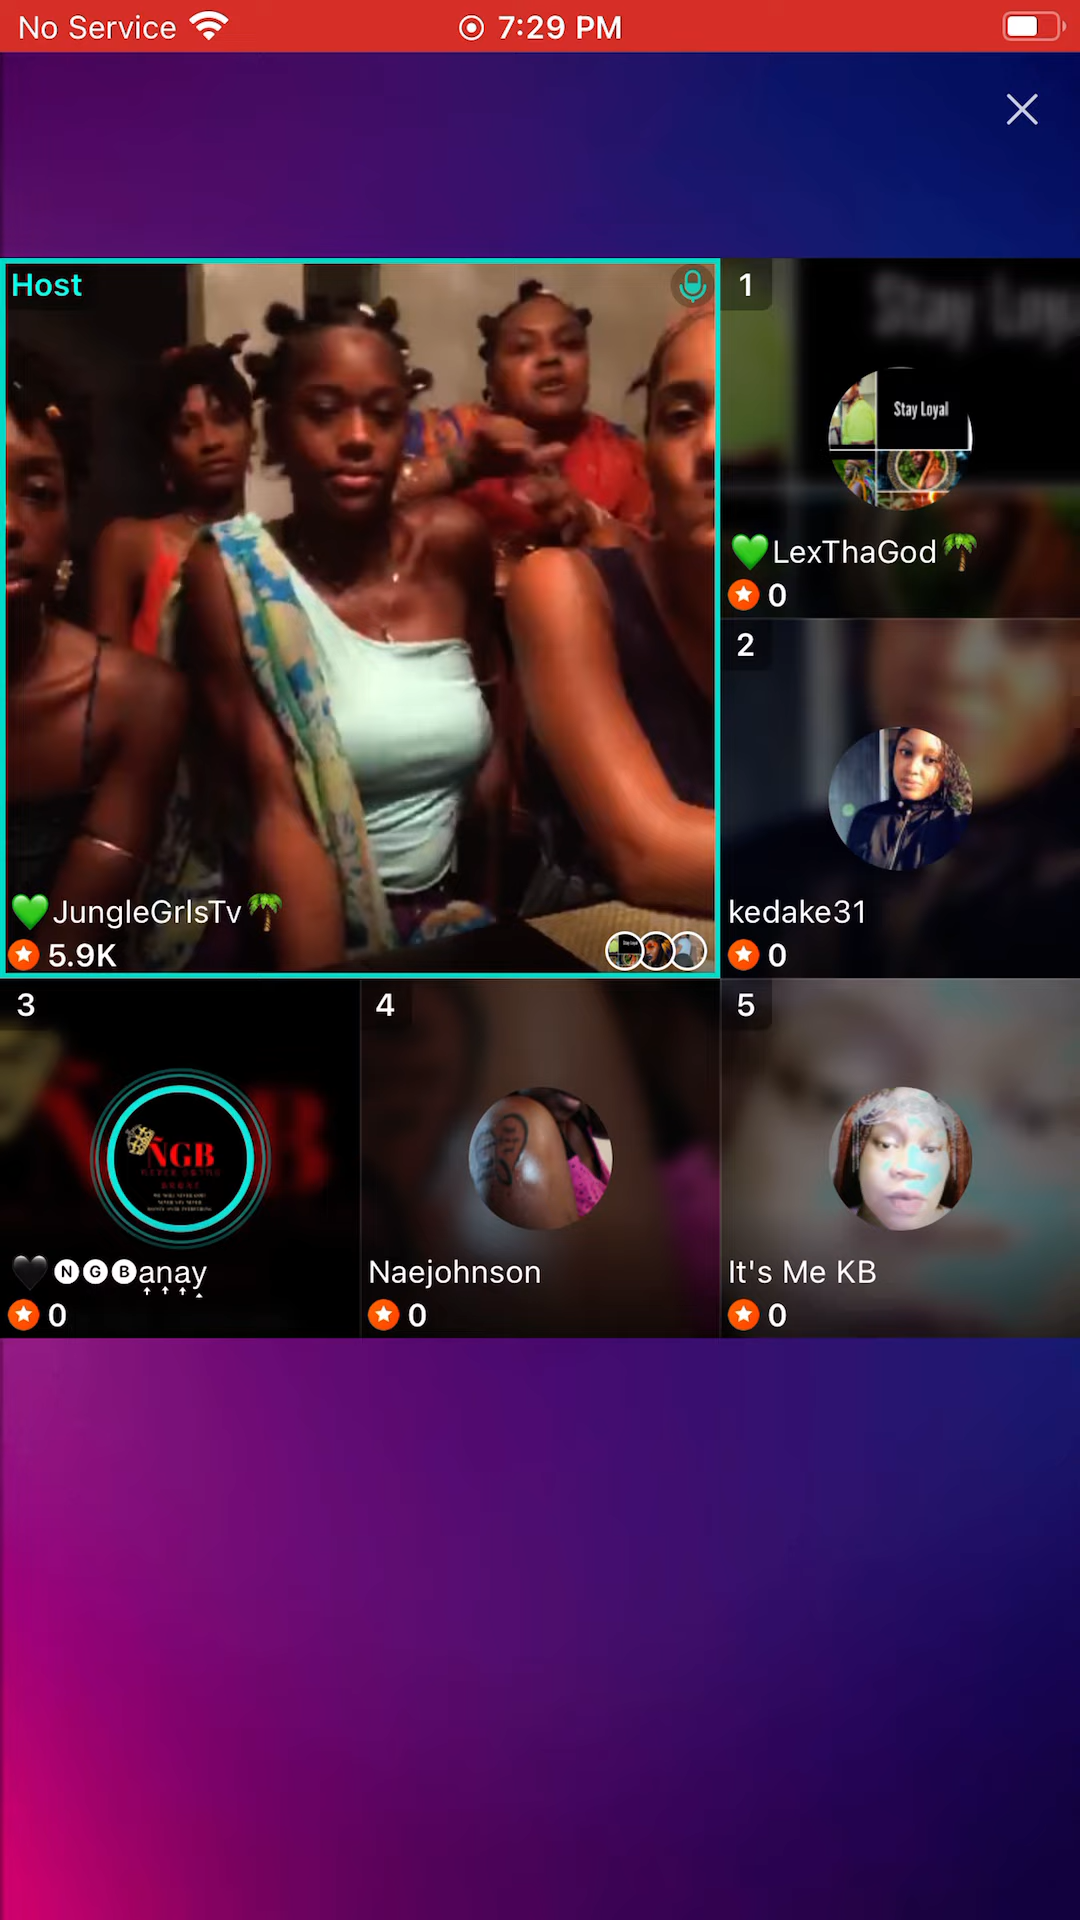 No Service 7:29 PM
Host
💚JungleGrlsTv🌴
5.9K
1
Stay Loyal
💚LexThaGod🌴
0
2
kedake31
0
3
NGB
🖤🅝🅖🅑anay
0
4
Naejohnson
0
5
It's Me KB
0